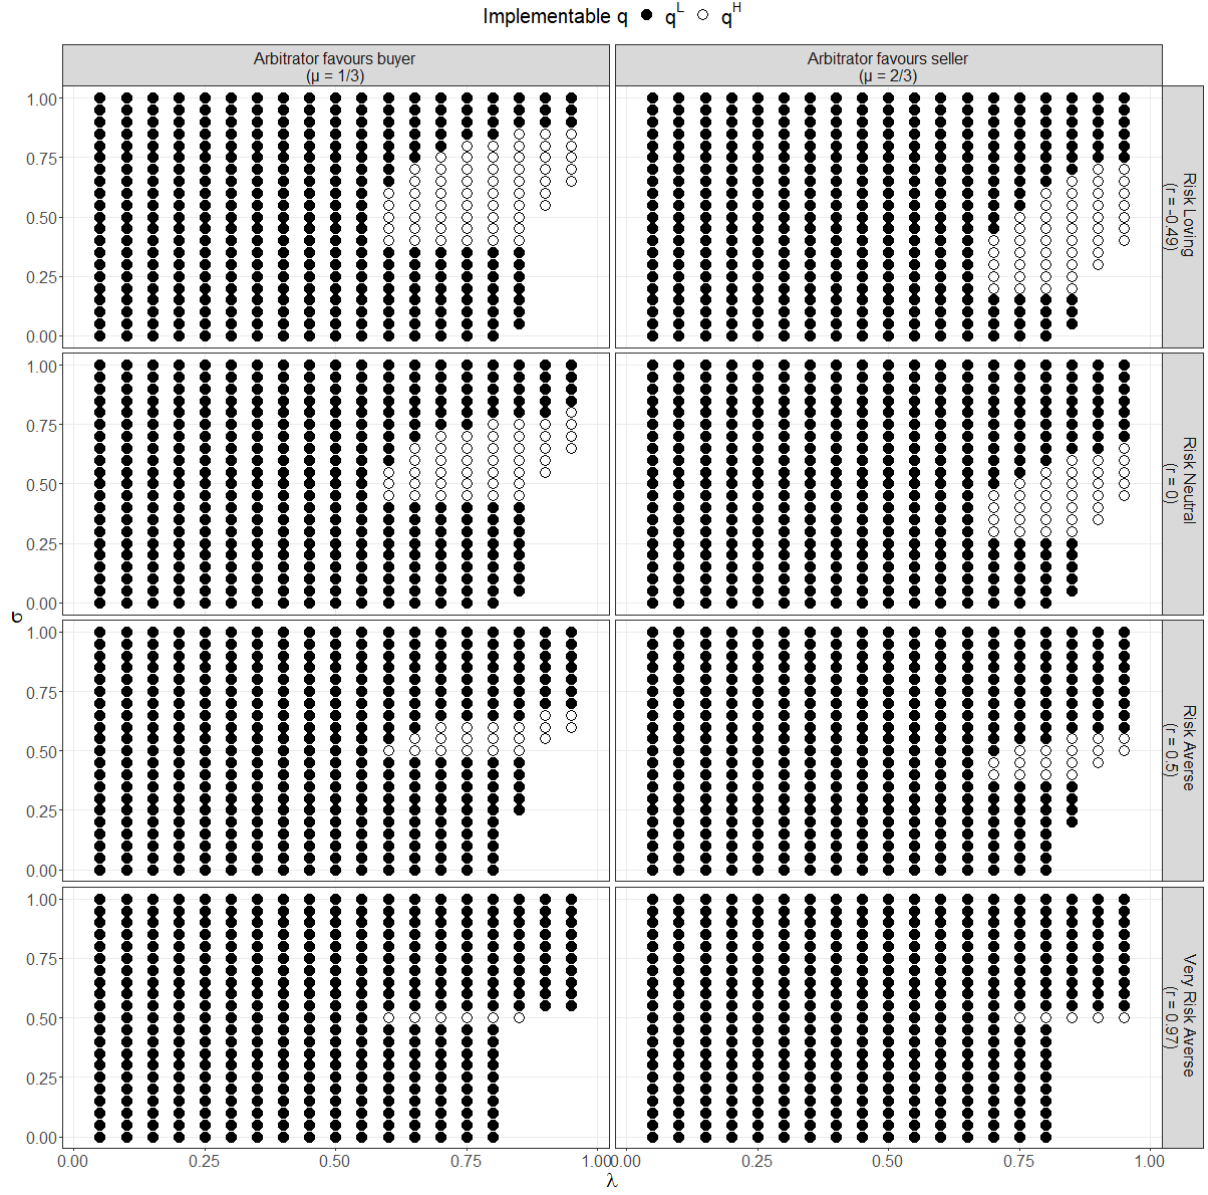 Implementable q ● qL ○ qH
Arbitrator favours buyer
(μ = 1/3)
Arbitrator favours seller
(μ = 2/3)
1.00
0.75
0.50
0.25
0.00
Risk Loving
(r = -0.49)
1.00
0.75
0.50
0.25
0.00
Risk Neutral
(r = 0)
σ
1.00
0.75
0.50
0.25
0.00
Risk Averse
(r = 0.5)
1.00
0.75
0.50
0.25
0.00
Very Risk Averse
(r = 0.97)
0.00 0.25 0.50 0.75 1.00 0.00 0.25 0.50 0.75 1.00
λ